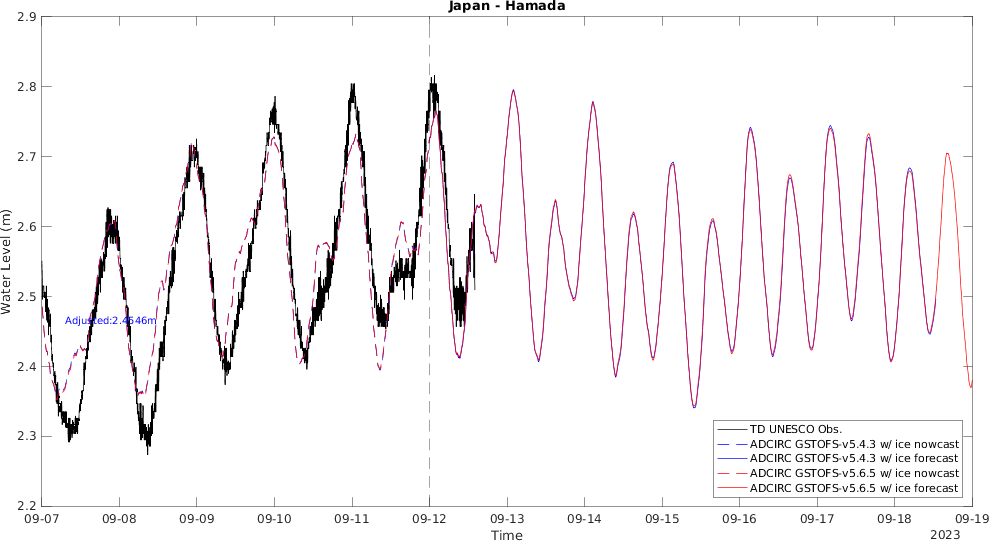 Japan - Hamada
2.9
2.8
2.7
2.6
2.5
2.4
2.3
2.2
Water Level (m)
Adjusted:2.4646m
TD UNESCO Obs.
ADCIRC GSTOFS-v5.4.3 w/ ice nowcast
ADCIRC GSTOFS-v5.4.3 w/ ice forecast
ADCIRC GSTOFS-v5.6.5 w/ ice nowcast
ADCIRC GSTOFS-v5.6.5 w/ ice forecast
09-07 09-08 09-09 09-10 09-11 09-12 09-13 09-14 09-15 09-16 09-17 09-18 09-19
Time
2023